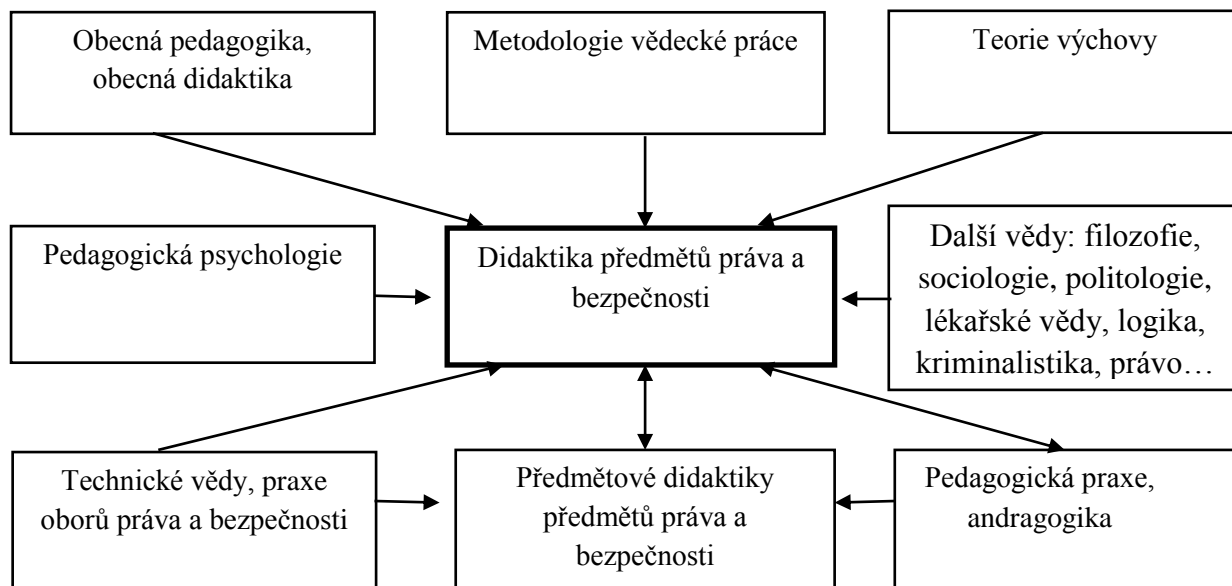 Obecná pedagogika,
obecná didaktika
Metodologie vědecké práce
Teorie výchovy
Pedagogická psychologie
Didaktika předmětů práva a
bezpečnosti
Další vědy: filozofie,
sociologie, politologie,
lékařské vědy, logika,
kriminalistika, právo…
Technické vědy, praxe
oborů práva a bezpečnosti
Předmětové didaktiky
předmětů práva a
bezpečnosti
Pedagogická praxe,
andragogika